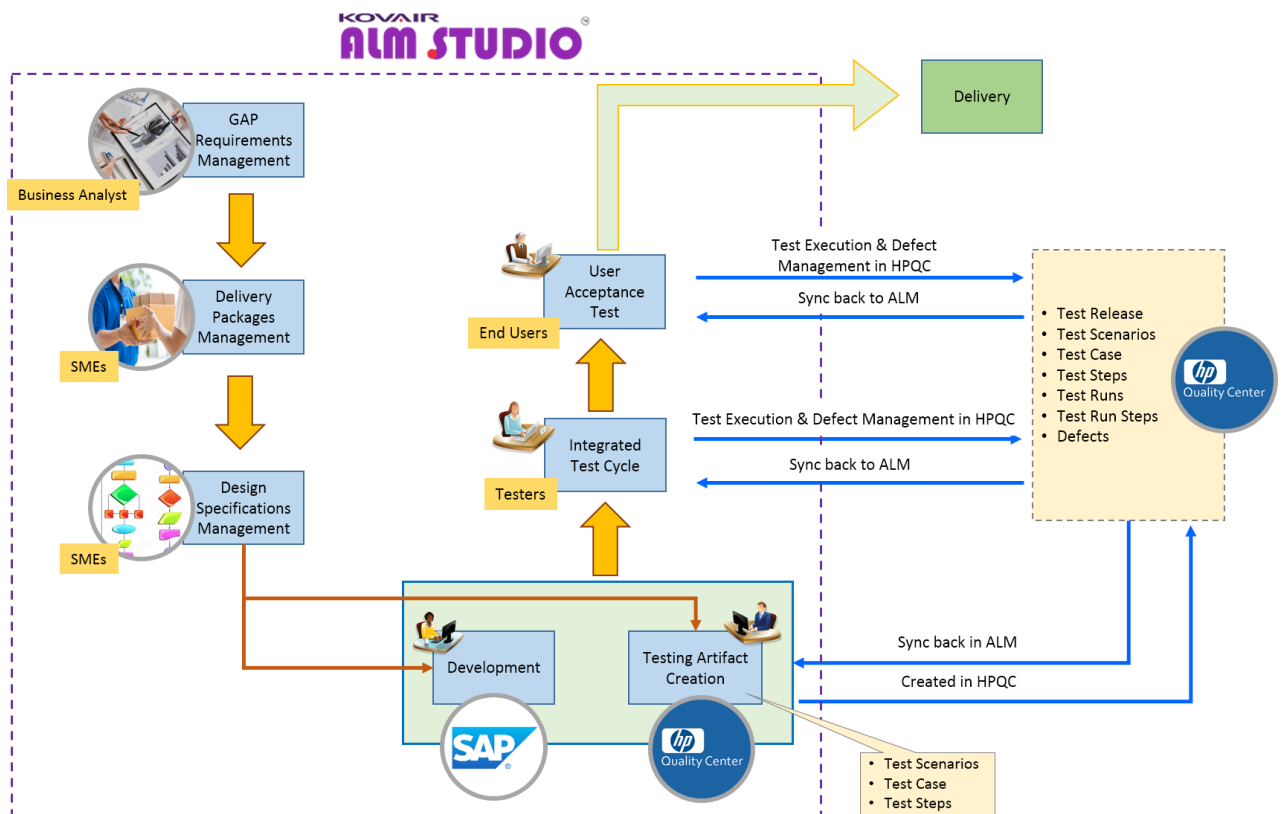 KOVAIR
ALM STUDIO
GAP
Requirements
Management
Business Analyst
Delivery
Packages
Management
SMEs
Design
Specifications
Management
SMEs
Delivery
User
Acceptance
Test
End Users
Test Execution & Defect
Management in HPQC
Sync back to ALM
Integrated
Test Cycle
Testers
Test Execution & Defect Management in HPQC
Sync back to ALM
• Test Release
• Test Scenarios
• Test Case
• Test Steps
• Test Runs
• Test Run Steps
• Defects
hp
Quality Center
Development
SAP®
Testing Artifact
Creation
hp
Quality Center
Sync back in ALM
Created in HPQC
• Test Scenarios
• Test Case
• Test Steps